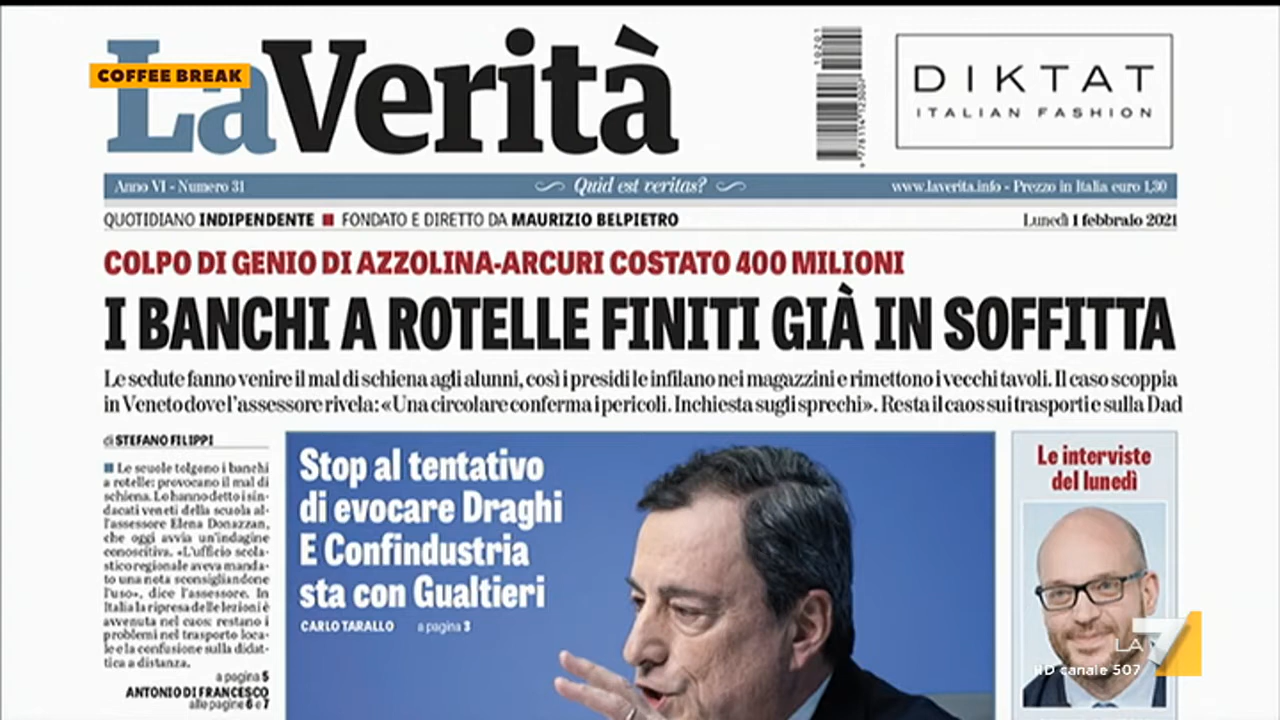 COFFEE BREAK
LaVerità
DIKTAT
ITALIAN FASHION
10201
9 778114 123007
Anno VI - Numero 31
Quid est veritas?
www.laverita.info - Prezzo in Italia euro 1,30
QUOTIDIANO INDIPENDENTE ■ FONDATO E DIRETTO DA MAURIZIO BELPIETRO
Lunedì 1 febbraio 2021
COLPO DI GENIO DI AZZOLINA-ARCURI COSTATO 400 MILIONI
I BANCHI A ROTELLE FINITI GIÀ IN SOFFITTA
Le sedute fanno venire il mal di schiena agli alunni, così i presidi le infilano nei magazzini e rimettono i vecchi tavoli. Il caso scoppia
in Veneto dove l'assessore rivela: «Una circolare conferma i pericoli. Inchiesta sugli sprechi». Resta il caos sui trasporti e sulla Dad
di STEFANO FILIPPI
■ Le scuole tolgono i banchi
a rotelle: provocano il mal di
schiena. Lo hanno detto i sin-
dacati veneti della scuola al-
l'assessore Elena Donazzan,
che oggi avvia un'indagine
conoscitiva. «L'ufficio scola-
stico regionale aveva manda-
to una nota sconsigliandone
l'uso», dice l'assessore. In
Italia la ripresa delle lezioni è
avvenuta nel caos: restano i
problemi nel trasporto loca-
le e la confusione sulla didat-
tica a distanza.
a pagina 5
ANTONIO DI FRANCESCO
alle pagine 6 e 7
Stop al tentativo
di evocare Draghi
E Confindustria
sta con Gualtieri
CARLO TARALLO a pagina 3
Le interviste
del lunedì
LA 7
HD canale 507